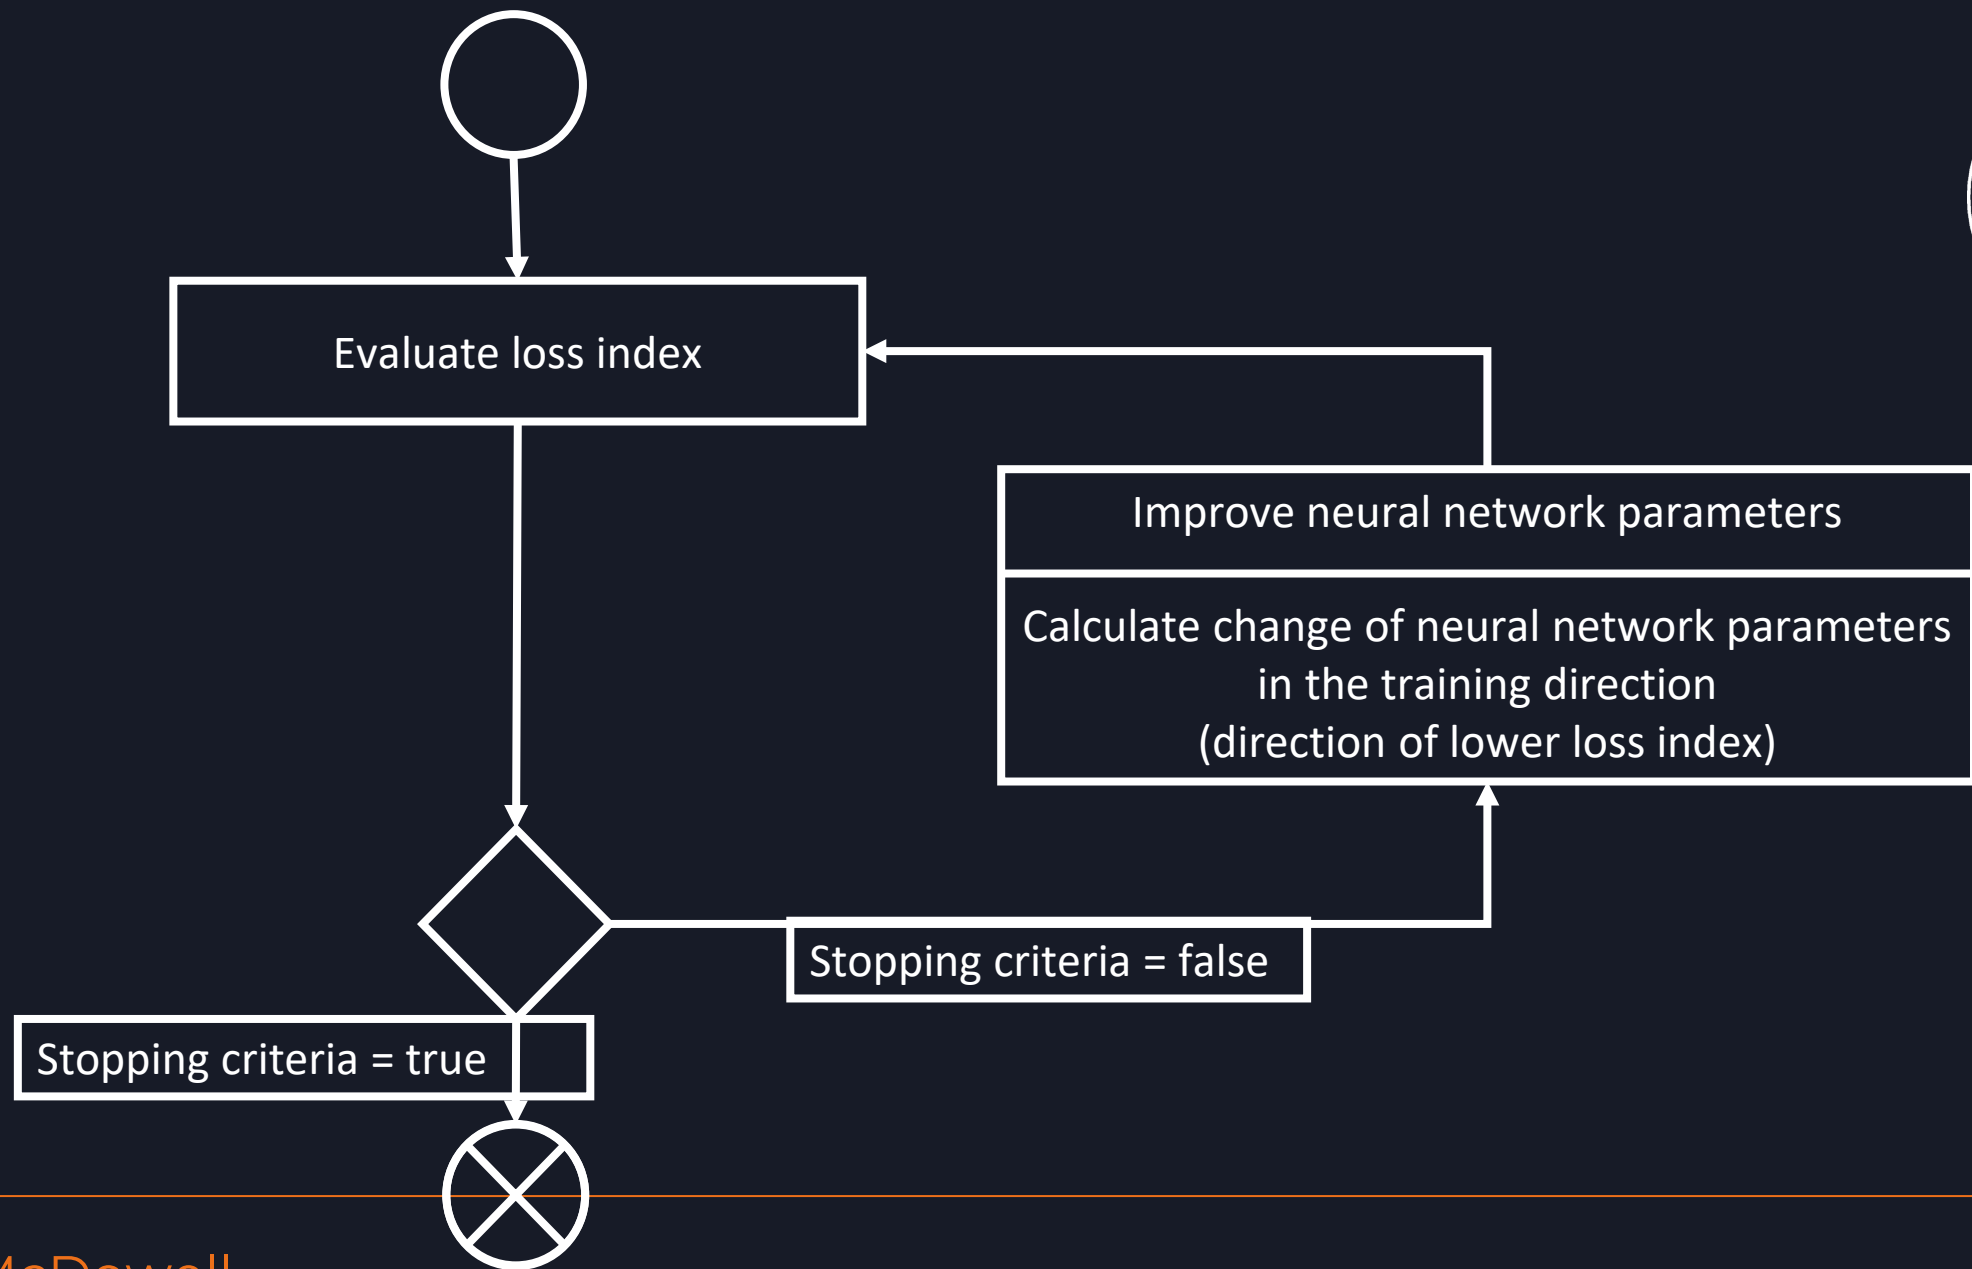 Evaluate loss index
Improve neural network parameters
Calculate change of neural network parameters
in the training direction
(direction of lower loss index)
Stopping criteria = false
Stopping criteria = true